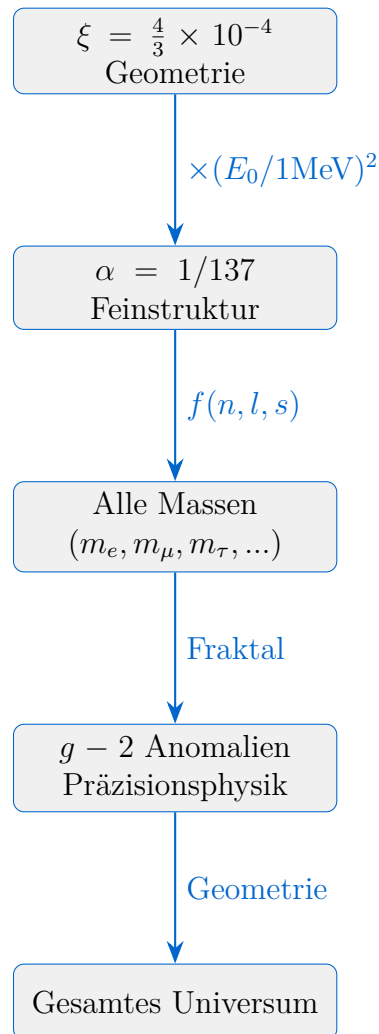 ξ = 4/3 × 10⁻⁴
Geometrie
×(E₀/1MeV)²
α = 1/137
Feinstruktur
f(n, l, s)
Alle Massen
(mₑ, m_μ, m_τ, ...)
Fraktal
g − 2 Anomalien
Präzisionsphysik
Geometrie
Gesamtes Universum